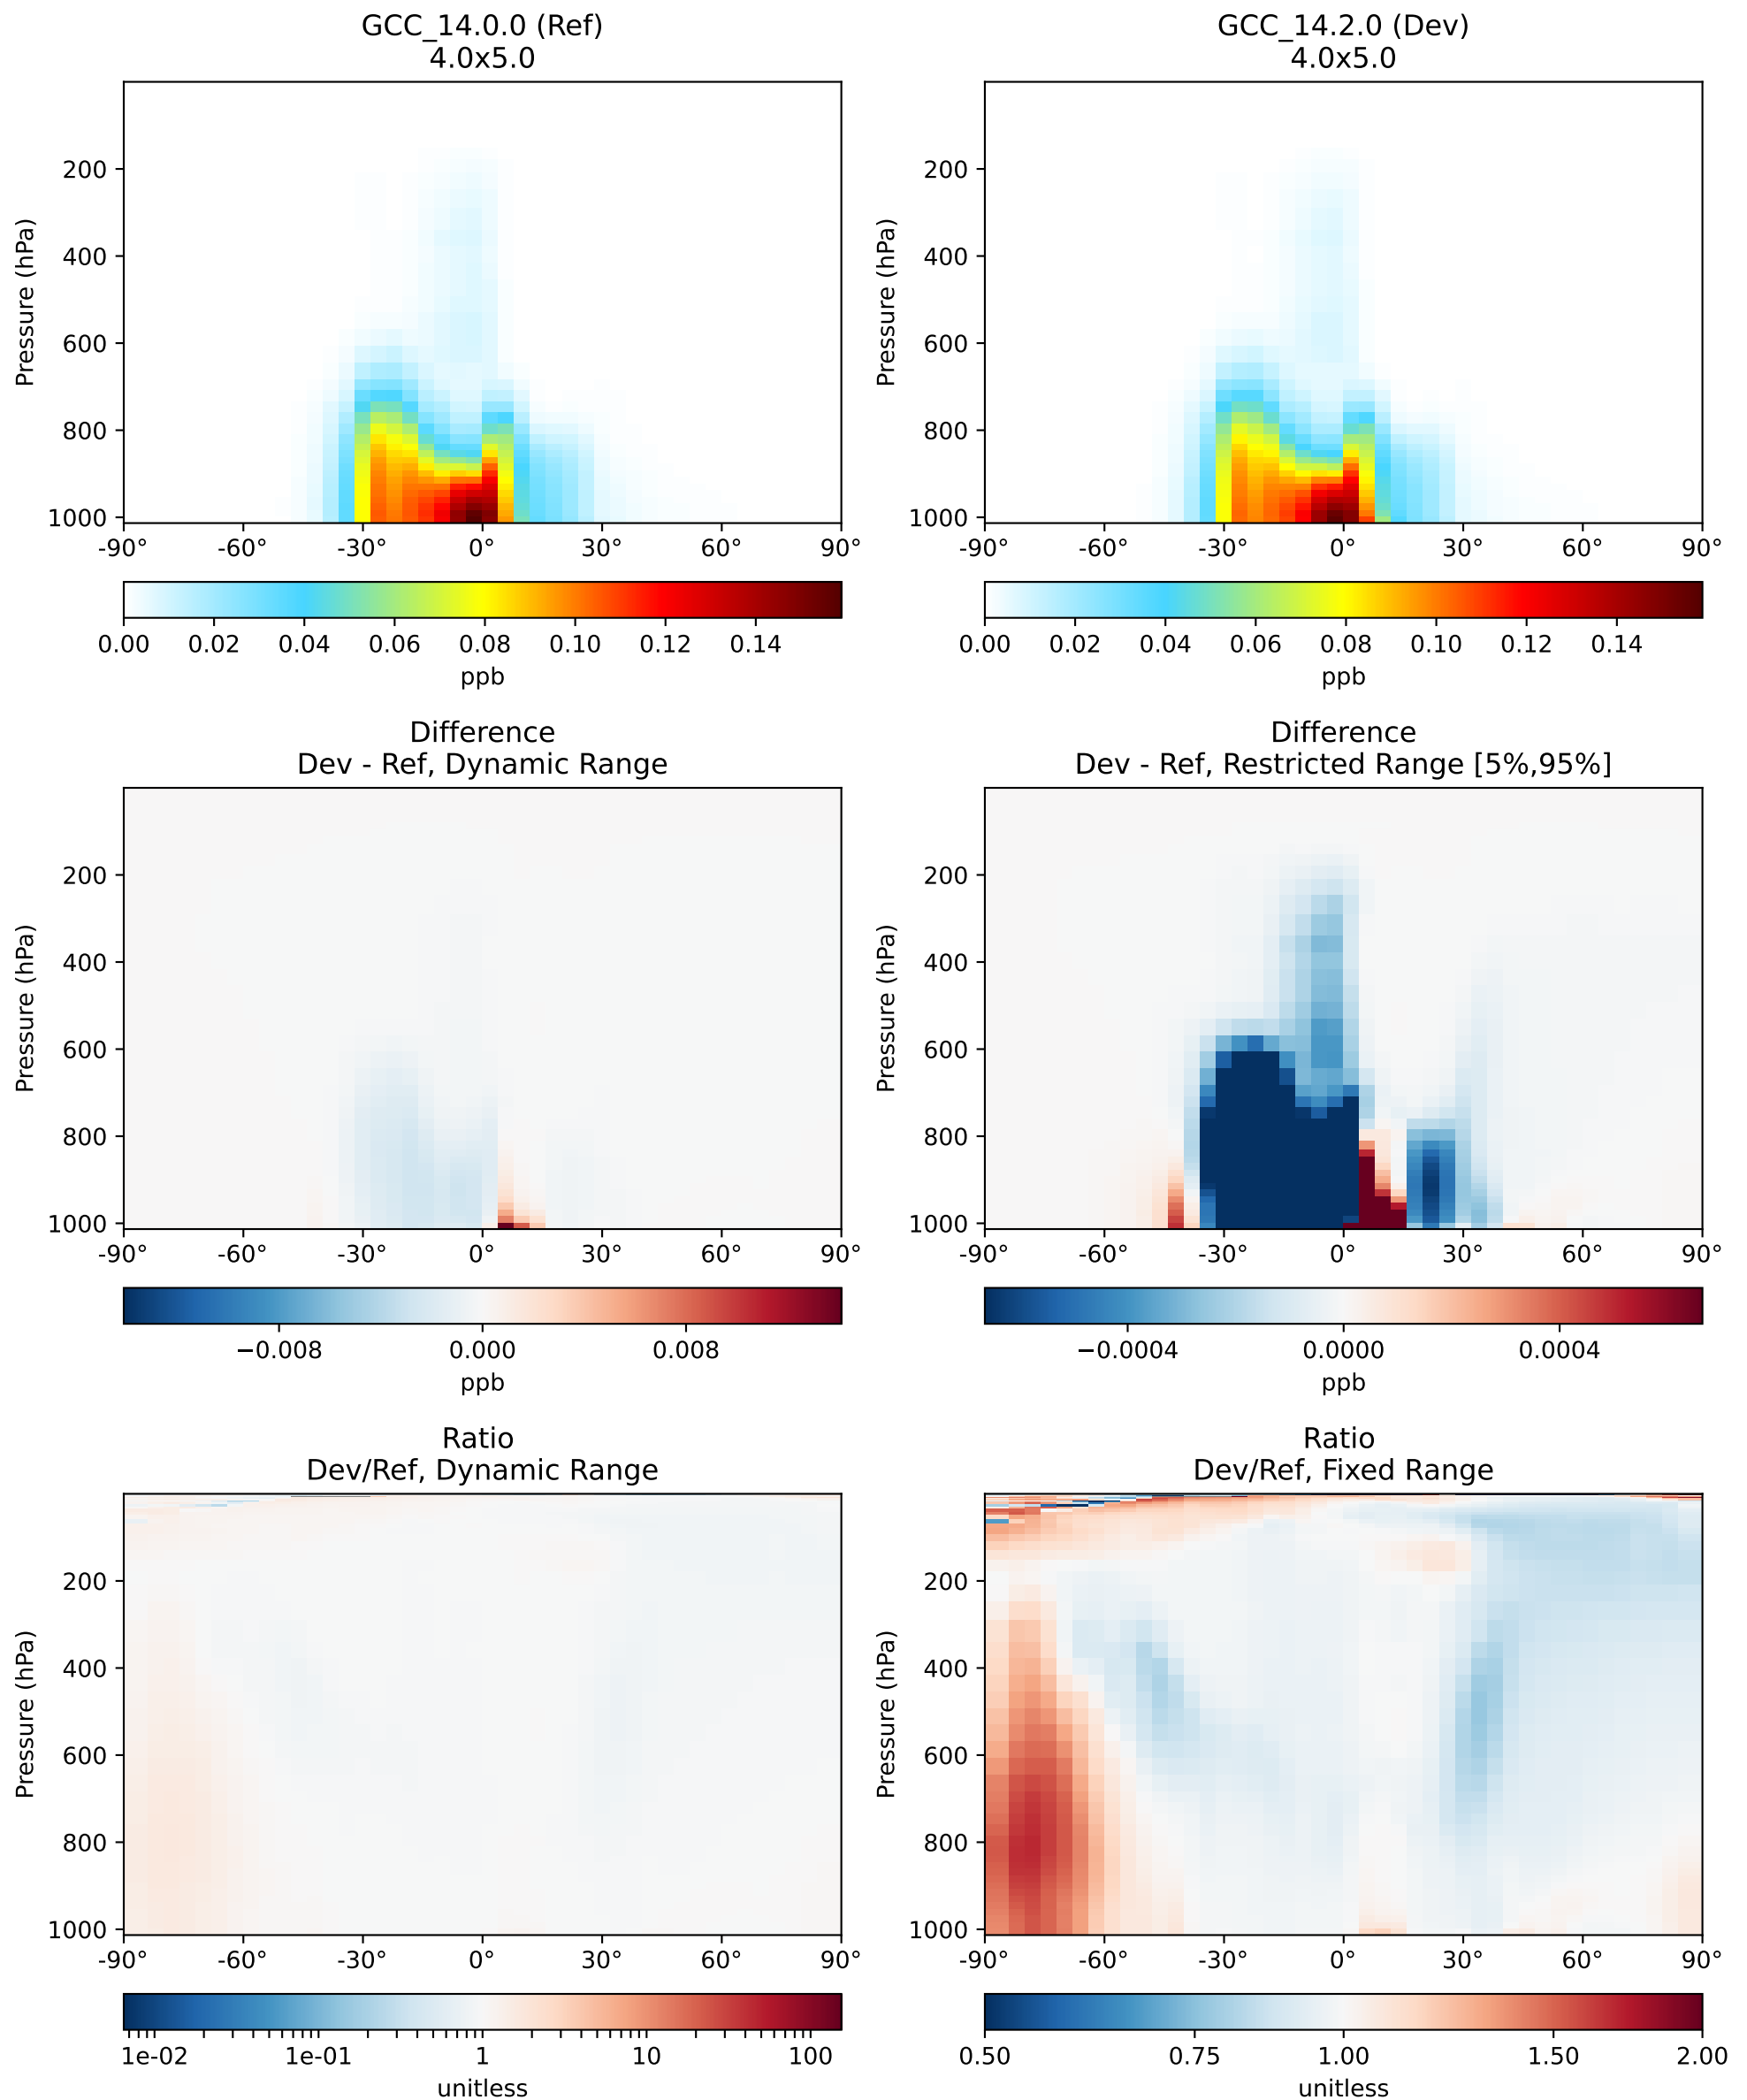 GCC_14.0.0 (Ref)
4.0x5.0
GCC_14.2.0 (Dev)
4.0x5.0
Pressure (hPa)
200
400
600
800
1000
-90° -60° -30° 0° 30° 60° 90°
0.00 0.02 0.04 0.06 0.08 0.10 0.12 0.14
ppb
Pressure (hPa)
200
400
600
800
1000
-90° -60° -30° 0° 30° 60° 90°
0.00 0.02 0.04 0.06 0.08 0.10 0.12 0.14
ppb
Difference
Dev - Ref, Dynamic Range
Pressure (hPa)
200
400
600
800
1000
-90° -60° -30° 0° 30° 60° 90°
−0.008 0.000 0.008
ppb
Difference
Dev - Ref, Restricted Range [5%,95%]
Pressure (hPa)
200
400
600
800
1000
-90° -60° -30° 0° 30° 60° 90°
−0.0004 0.0000 0.0004
ppb
Ratio
Dev/Ref, Dynamic Range
Pressure (hPa)
200
400
600
800
1000
-90° -60° -30° 0° 30° 60° 90°
1e-02 1e-01 1 10 100
unitless
Ratio
Dev/Ref, Fixed Range
Pressure (hPa)
200
400
600
800
1000
-90° -60° -30° 0° 30° 60° 90°
0.50 0.75 1.00 1.50 2.00
unitless